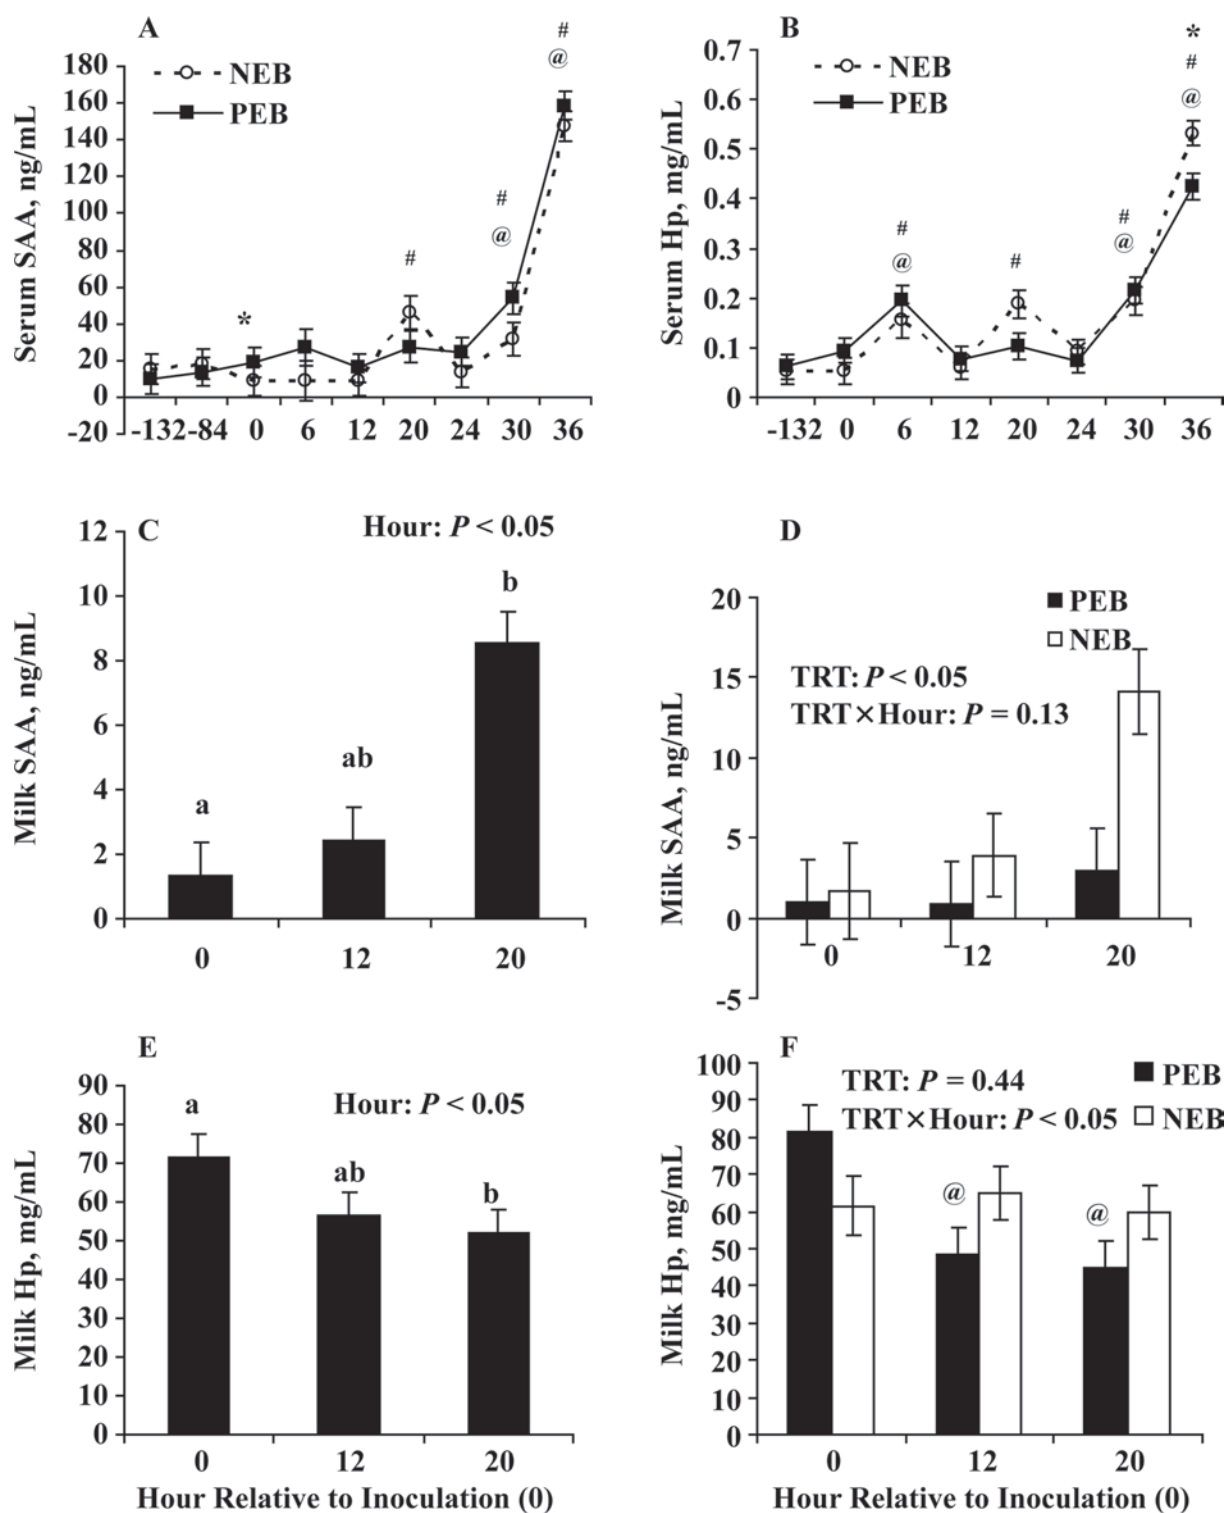 A
NEB
PEB
#
@
#
@
#
*
Serum SAA, ng/mL
180
160
140
120
100
80
60
40
20
0
-20
-132 -84 0 6 12 20 24 30 36
B
NEB
PEB
*
#
@
#
@
#
@
#
Serum Hp, mg/mL
0.7
0.6
0.5
0.4
0.3
0.2
0.1
0
-132 0 6 12 20 24 30 36
C
Hour: P < 0.05
Milk SAA, ng/mL
12
10
8
6
4
2
0
a
ab
b
0 12 20
D
PEB
NEB
TRT: P < 0.05
TRT×Hour: P = 0.13
Milk SAA, ng/mL
20
15
10
5
0
-5
0 12 20
E
Hour: P < 0.05
Milk Hp, mg/mL
90
80
70
60
50
40
30
20
10
0
a
ab
b
0 12 20
Hour Relative to Inoculation (0)
F
PEB
NEB
TRT: P = 0.44
TRT×Hour: P < 0.05
Milk Hp, mg/mL
100
90
80
70
60
50
40
30
20
10
0
@
@
0 12 20
Hour Relative to Inoculation (0)